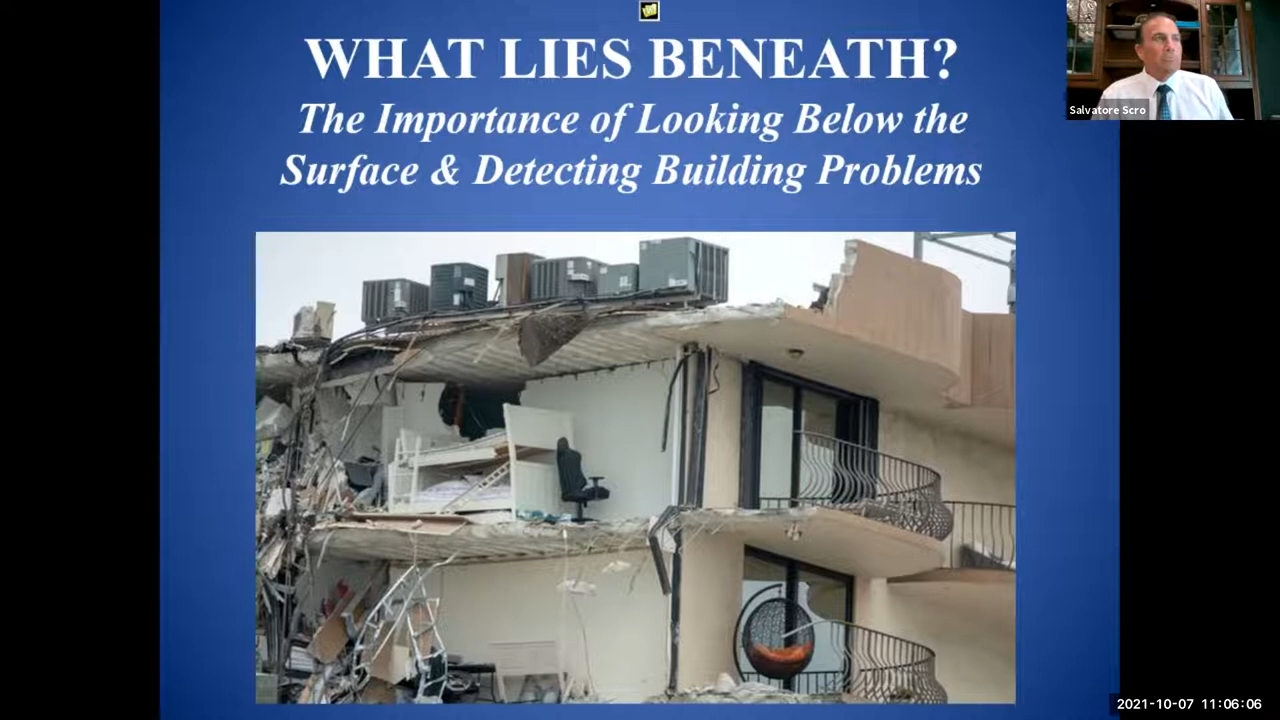 WHAT LIES BENEATH?
The Importance of Looking Below the
Surface & Detecting Building Problems
Salvatore Scro
2021-10-07 11:06:06